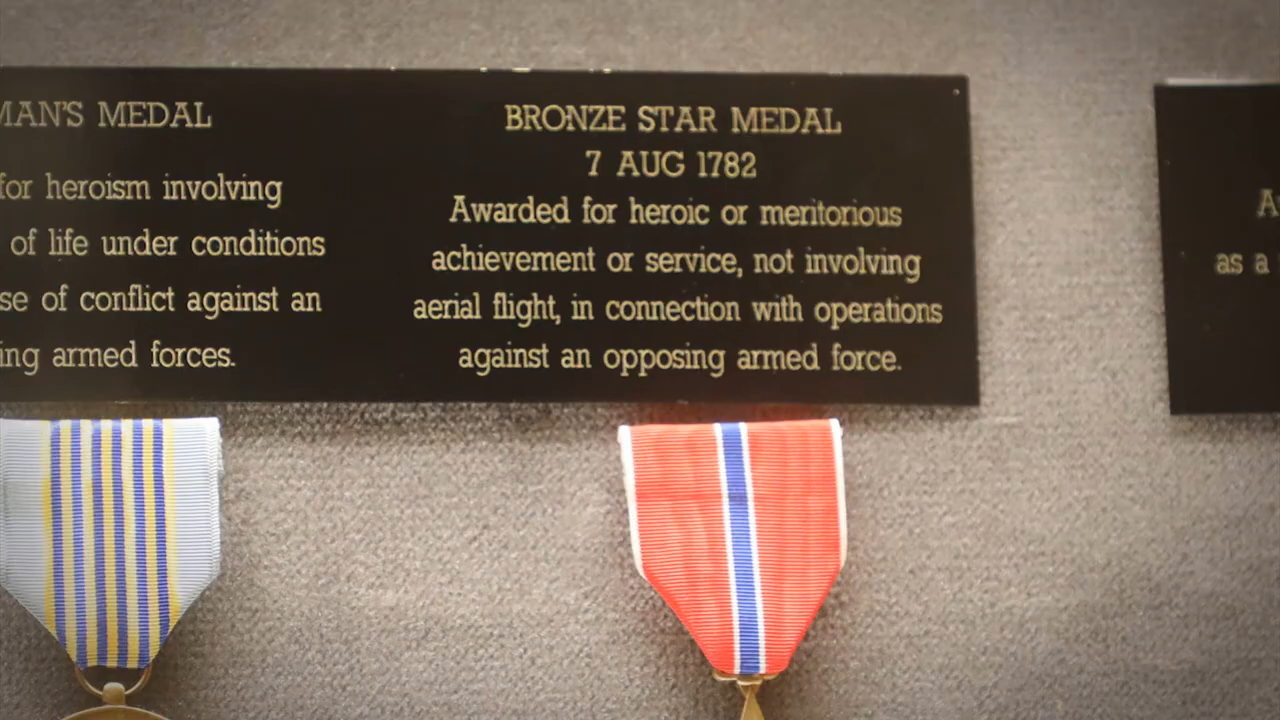 MAN'S MEDAL
for heroism involving
of life under conditions
se of conflict against an
ing armed forces.
BRONZE STAR MEDAL
7 AUG 1782
Awarded for heroic or meritorious
achievement or service, not involving
aerial flight, in connection with operations
against an opposing armed force.
A
as a